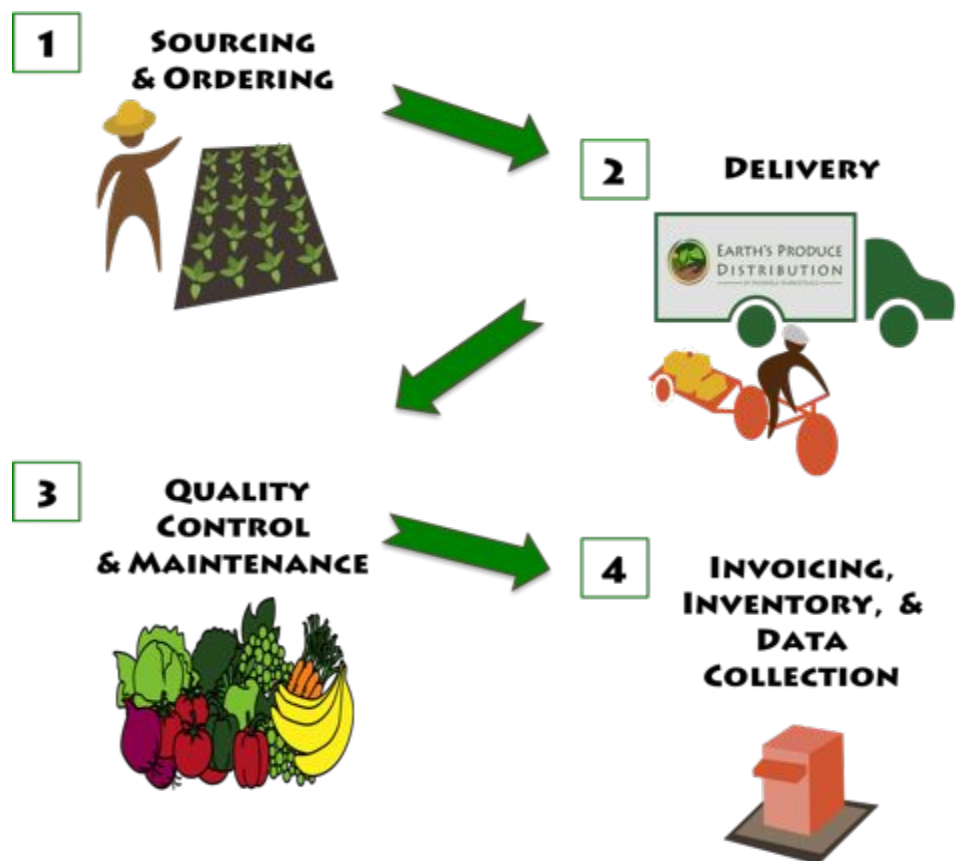 1
SOURCING
& ORDERING
2
DELIVERY
EARTH'S PRODUCE
DISTRIBUTION
3
QUALITY
CONTROL
& MAINTENANCE
4
INVOICING,
INVENTORY, &
DATA
COLLECTION